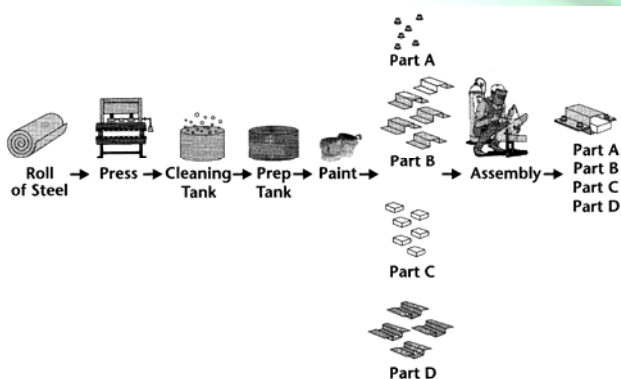 Part A
Part B
Roll
of Steel
Press
Cleaning
Tank
Prep
Tank
Paint
Assembly
Part A
Part B
Part C
Part D
Part C
Part D